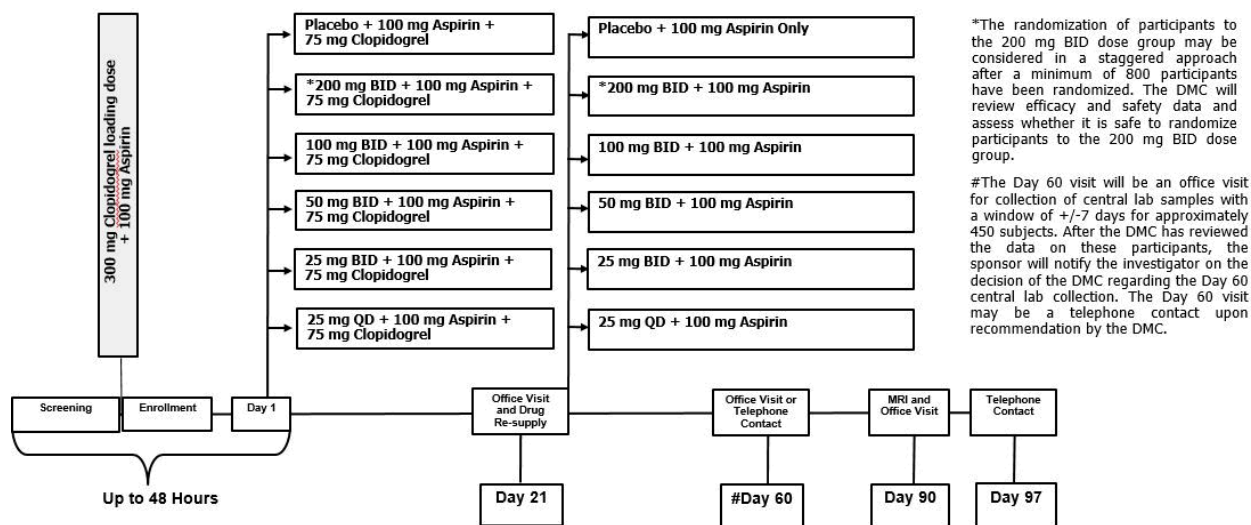 300 mg Clopidogrel loading dose
+ 100 mg Aspirin
Placebo + 100 mg Aspirin +
75 mg Clopidogrel
*200 mg BID + 100 mg Aspirin +
75 mg Clopidogrel
100 mg BID + 100 mg Aspirin +
75 mg Clopidogrel
50 mg BID + 100 mg Aspirin +
75 mg Clopidogrel
25 mg BID + 100 mg Aspirin +
75 mg Clopidogrel
25 mg QD + 100 mg Aspirin +
75 mg Clopidogrel
Placebo + 100 mg Aspirin Only
*200 mg BID + 100 mg Aspirin
100 mg BID + 100 mg Aspirin
50 mg BID + 100 mg Aspirin
25 mg BID + 100 mg Aspirin
25 mg QD + 100 mg Aspirin
*The randomization of participants to
the 200 mg BID dose group may be
considered in a staggered approach
after a minimum of 800 participants
have been randomized. The DMC will
review efficacy and safety data and
assess whether it is safe to randomize
participants to the 200 mg BID dose
group.
#The Day 60 visit will be an office visit
for collection of central lab samples with
a window of +/-7 days for approximately
450 subjects. After the DMC has reviewed
the data on these participants, the
sponsor will notify the investigator on the
decision of the DMC regarding the Day 60
central lab collection. The Day 60 visit
may be a telephone contact upon
recommendation by the DMC.
Screening
Enrollment
Day 1
Office Visit
and Drug
Re-supply
Office Visit or
Telephone
Contact
MRI and
Office Visit
Telephone
Contact
Up to 48 Hours
Day 21
#Day 60
Day 90
Day 97